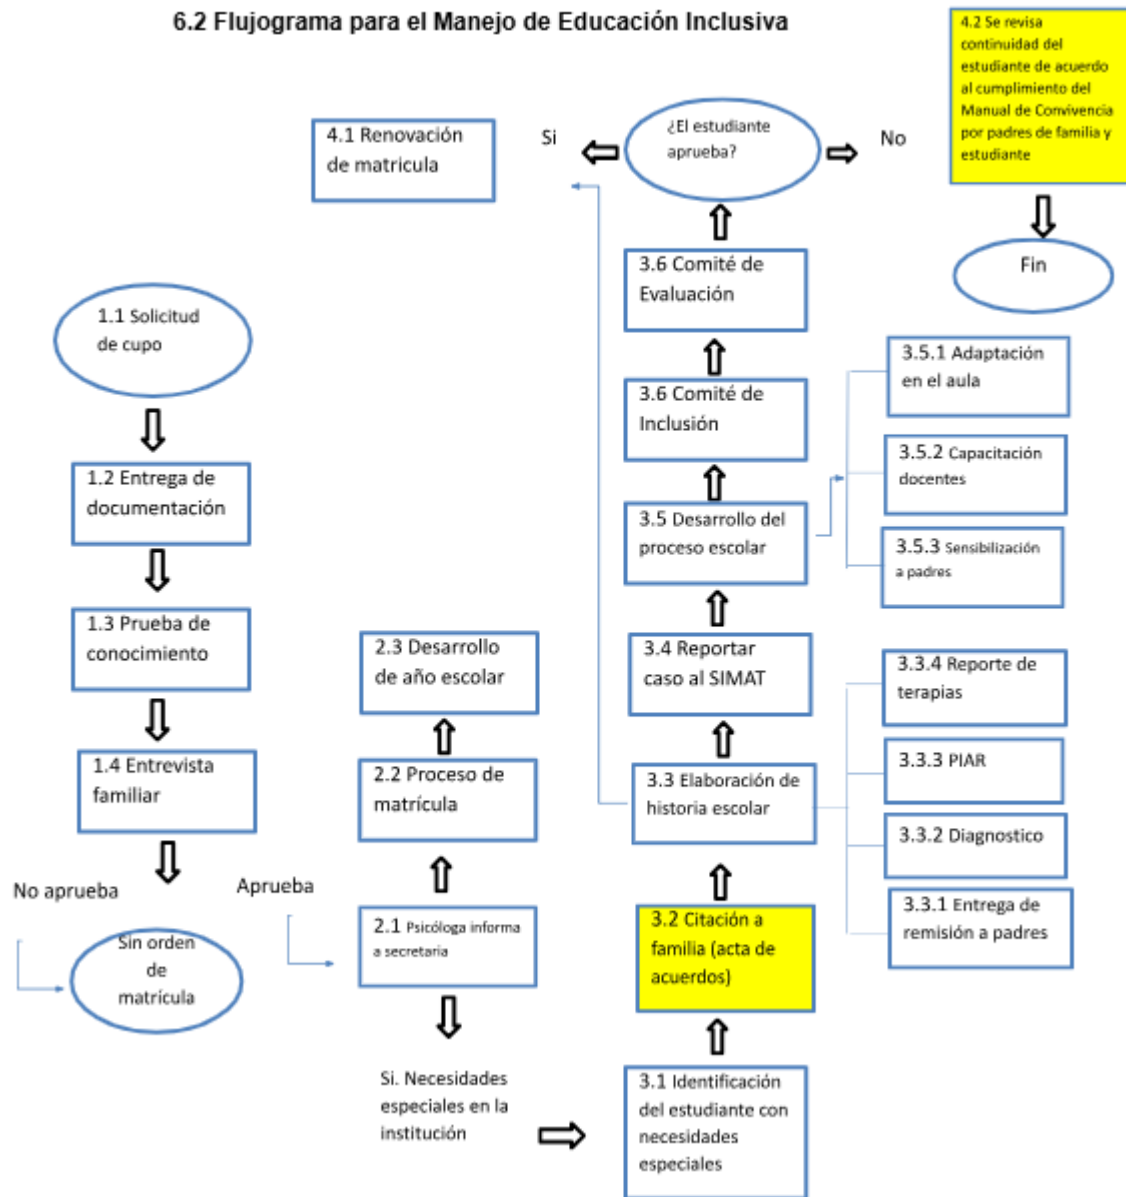 6.2 Flujograma para el Manejo de Educación Inclusiva
4.2 Se revisa
continuidad del
estudiante de acuerdo
al cumplimiento del
Manual de Convivencia
por padres de familia y
estudiante
4.1 Renovación
de matricula
Si
¿El estudiante
aprueba?
No
Fin
3.6 Comité de
Evaluación
1.1 Solicitud
de cupo
3.6 Comité de
Inclusión
3.5.1 Adaptación
en el aula
1.2 Entrega de
documentación
3.5.2 Capacitación
docentes
3.5 Desarrollo del
proceso escolar
3.5.3 Sensibilización
a padres
1.3 Prueba de
conocimiento
2.3 Desarrollo
de año escolar
3.4 Reportar
caso al SIMAT
3.3.4 Reporte de
terapias
1.4 Entrevista
familiar
2.2 Proceso de
matrícula
3.3 Elaboración de
historia escolar
3.3.3 PIAR
3.3.2 Diagnostico
No aprueba
Aprueba
2.1 Psicóloga informa
a secretaria
3.2 Citación a
familia (acta de
acuerdos)
3.3.1 Entrega de
remisión a padres
Sin orden
de
matrícula
Si. Necesidades
especiales en la
institución
3.1 Identificación
del estudiante con
necesidades
especiales